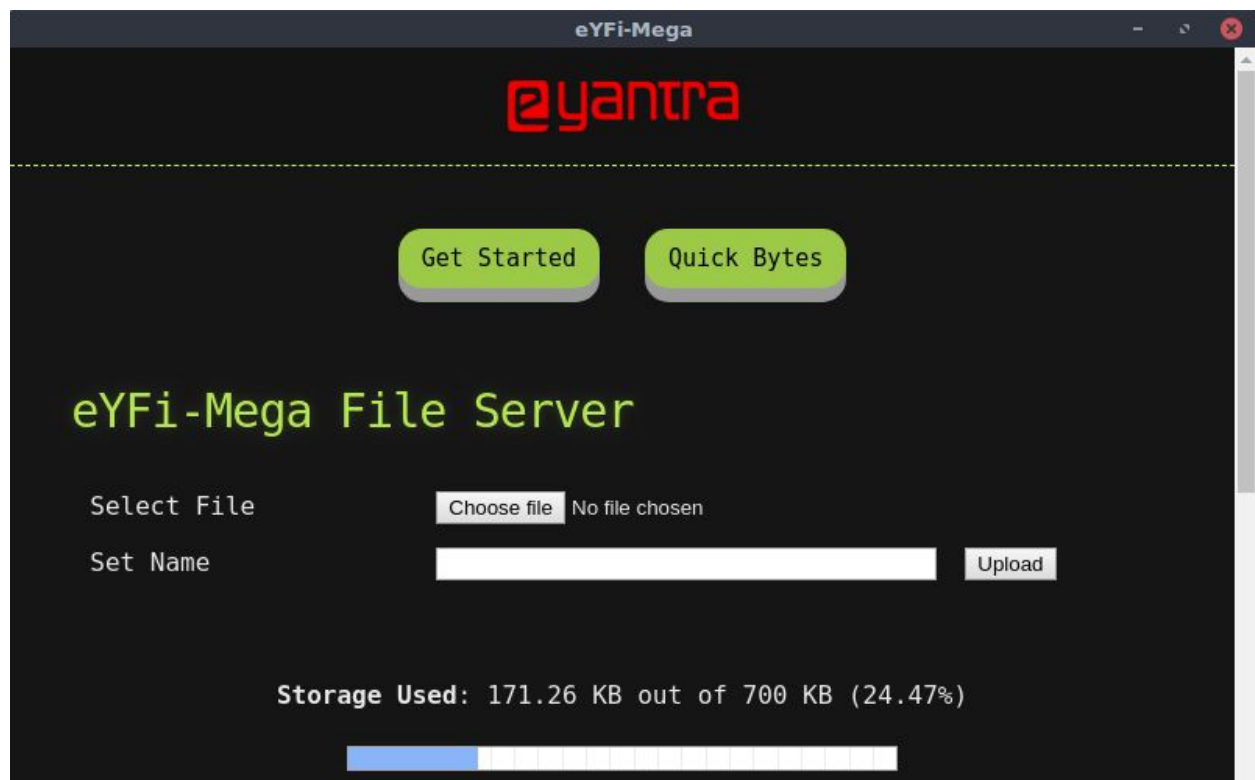 eYFi-Mega
eyantra
Get Started Quick Bytes
eYFi-Mega File Server
Select File Choose file No file chosen
Set Name Upload
Storage Used: 171.26 KB out of 700 KB (24.47%)